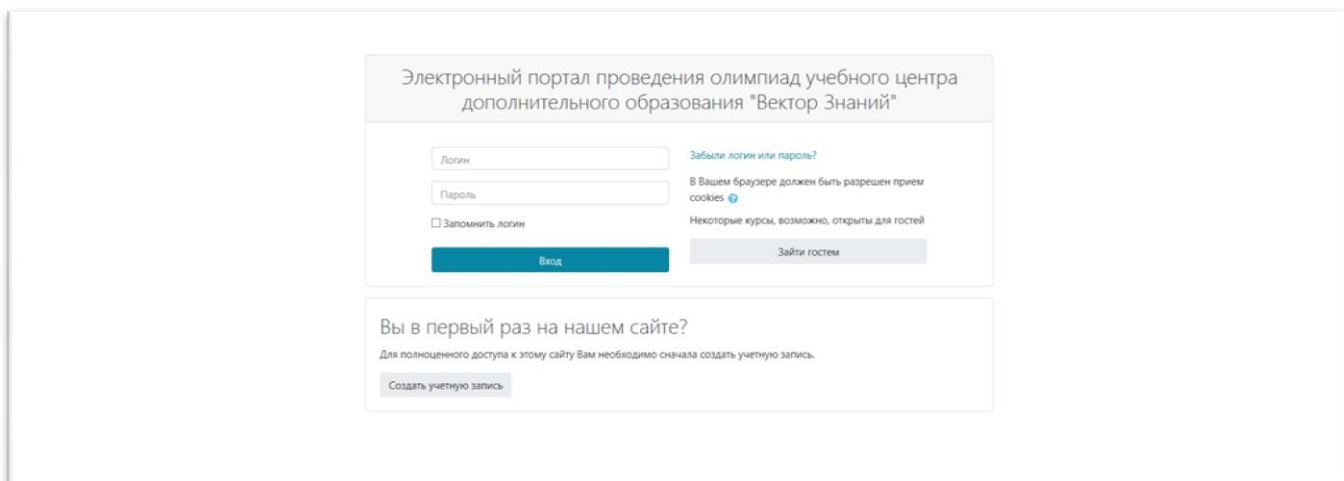 Электронный портал проведения олимпиад учебного центра
дополнительного образования "Вектор Знаний"
Логин
Пароль
Запомнить логин
Вход
Забыли логин или пароль?
В Вашем браузере должен быть разрешен прием
cookies
Некоторые курсы, возможно, открыты для гостей
Зайти гостем
Вы в первый раз на нашем сайте?
Для полноценного доступа к этому сайту Вам необходимо сначала создать учетную запись.
Создать учетную запись